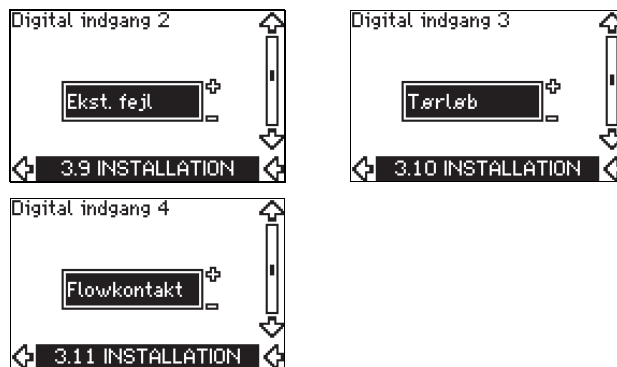 Digital indgang 2
Ekst. fejl
3.9 INSTALLATION
Digital indgang 3
Tørløb
3.10 INSTALLATION
Digital indgang 4
Flowkontakt
3.11 INSTALLATION